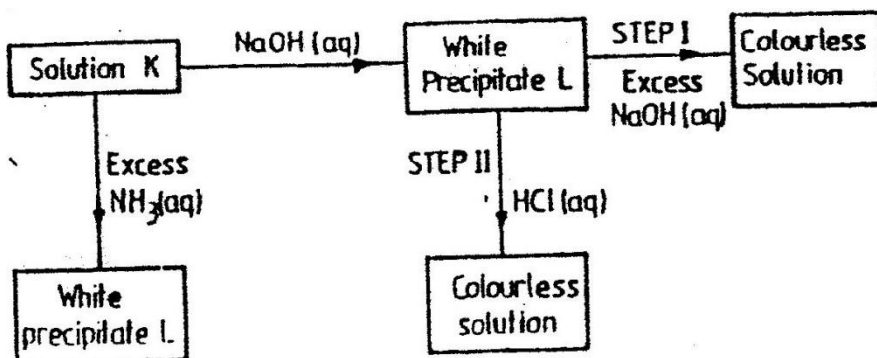 Solution K
NaOH (aq)
White
Precipitate L
STEP I
Excess
NaOH (aq)
Colourless
Solution
Excess
NH₃(aq)
STEP II
HCl (aq)
White
precipitate L
Colourless
solution